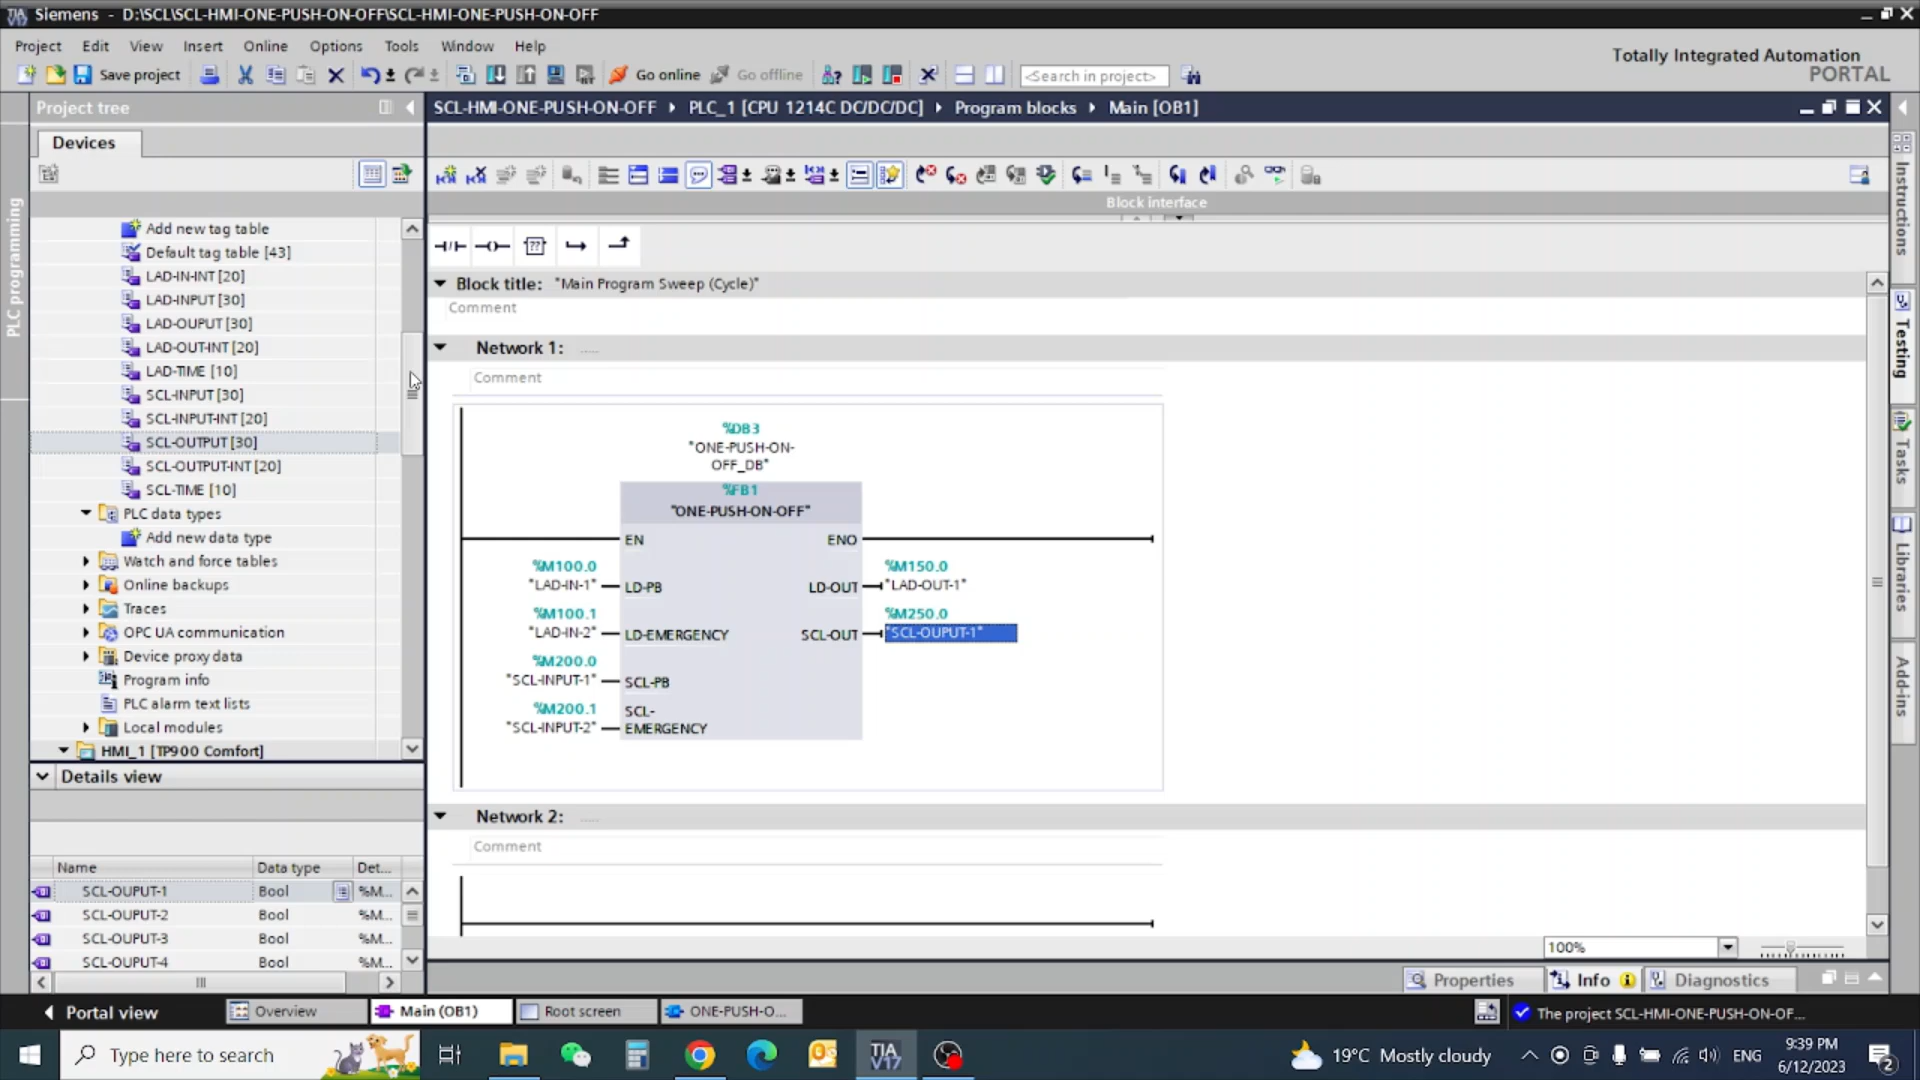 Siemens - D:\SCL\SCL-HMI-ONE-PUSH-ON-OFF\SCL-HMI-ONE-PUSH-ON-OFF
Project Edit View Insert Online Options Tools Window Help
Totally Integrated Automation
PORTAL
Save project Go online Go offline <Search in project>
Project tree
SCL-HMI-ONE-PUSH-ON-OFF PLC_1 [CPU 1214C DC/DC/DC] Program blocks Main [OB1]
Devices
PLC programming
Block interface
Add new tag table
Default tag table [43]
LAD-IN-INT [20]
LAD-INPUT [30]
LAD-OUPUT [30]
LAD-OUT-INT [20]
LAD-TIME [10]
SCL-INPUT [30]
SCL-INPUT-INT [20]
SCL-OUTPUT [30]
SCL-OUTPUT-INT [20]
SCL-TIME [10]
PLC data types
Add new data type
Watch and force tables
Online backups
Traces
OPC UA communication
Device proxy data
Program info
PLC alarm text lists
Local modules
HMI_1 [TP900 Comfort]
??
Block title: "Main Program Sweep (Cycle)"
Comment
Network 1: .....
Comment
%DB3
"ONE-PUSH-ON-
OFF_DB"
%FB1
"ONE-PUSH-ON-OFF"
EN ENO
%M100.0
"LAD-IN-1" LD-PB
%M100.1
"LAD-IN-2" LD-EMERGENCY
%M200.0
"SCL-INPUT-1" SCL-PB
%M200.1
"SCL-INPUT-2" SCL-
EMERGENCY
%M150.0
LD-OUT "LAD-OUT-1"
%M250.0
SCL-OUT "SCL-OUPUT-1"
Network 2: .....
Comment
100%
Instructions
Testing
Tasks
Libraries
Add-ins
Details view
Name Data type Det...
SCL-OUPUT-1 Bool %M...
SCL-OUPUT-2 Bool %M...
SCL-OUPUT-3 Bool %M...
SCL-OUPUT-4 Bool %M...
Properties Info Diagnostics
Portal view Overview Main (OB1) Root screen ONE-PUSH-O... The project SCL-HMI-ONE-PUSH-ON-OF...
Type here to search
TIA
V17
19°C Mostly cloudy ENG
9:39 PM
6/12/2023
2